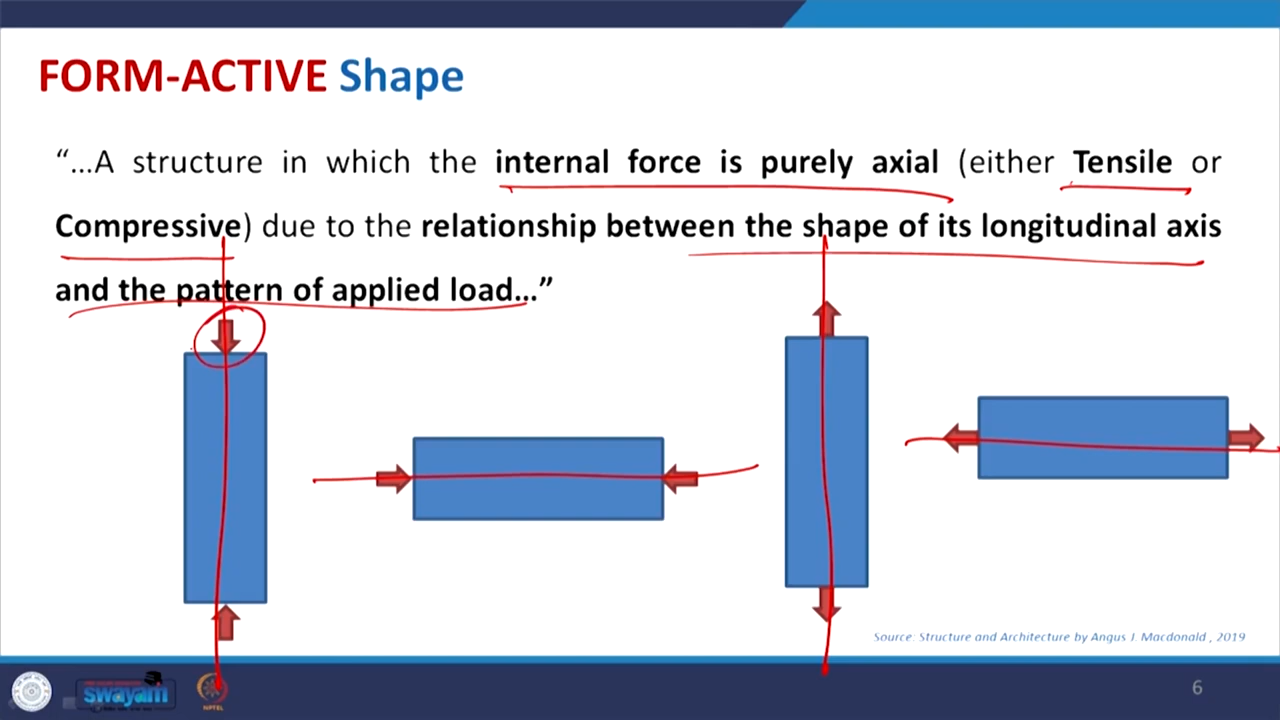 FORM-ACTIVE Shape
“...A structure in which the internal force is purely axial (either Tensile or
Compressive) due to the relationship between the shape of its longitudinal axis
and the pattern of applied load...”
Source: Structure and Architecture by Angus J. Macdonald , 2019
swayam
NPTEL
6